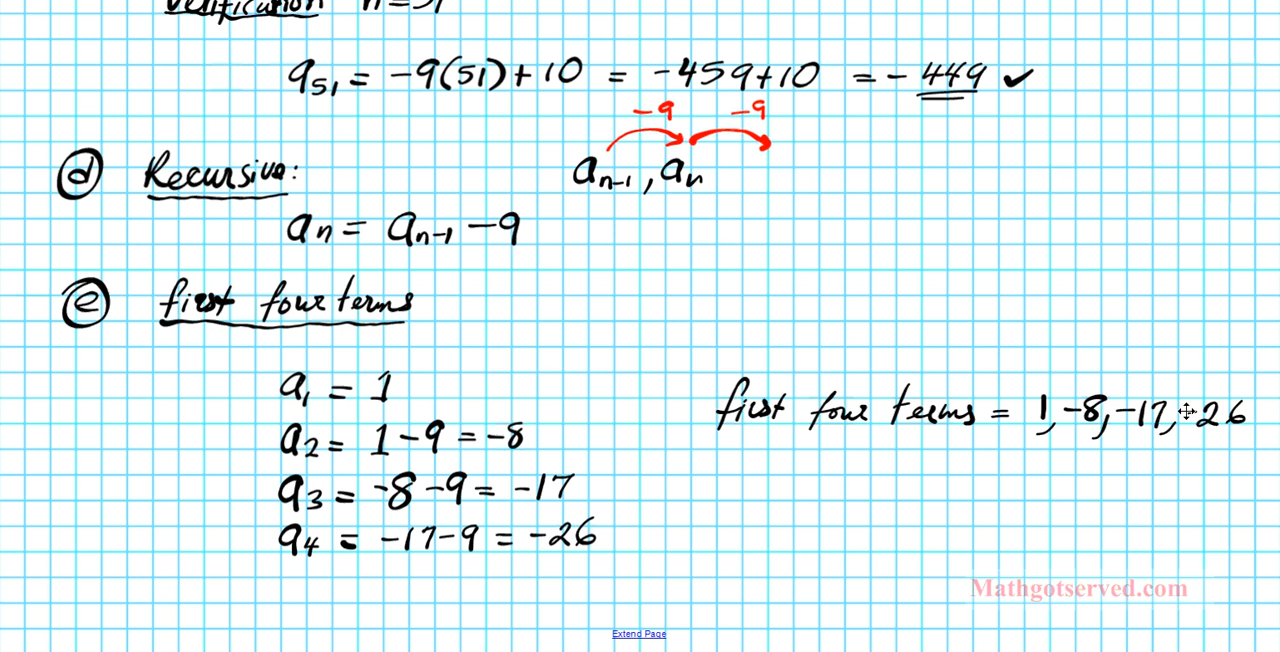 verification n=51
a51 = -9(51)+10 = -459+10 = -449 ✓
-9 -9
(d) Recursive: an-1, an
an = an-1 -9
(e) first four terms
a1 = 1
a2 = 1-9 = -8
a3 = -8-9 = -17
a4 = -17-9 = -26
first four terms = 1, -8, -17, -26
Mathgotserved.com
Extend Page